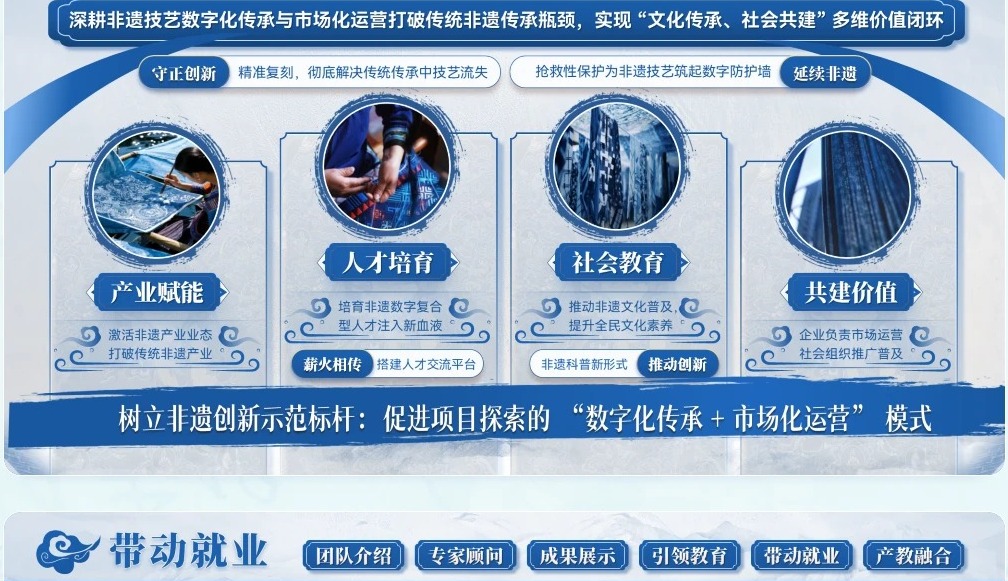 深耕非遗技艺数字化传承与市场化运营打破传统非遗传承瓶颈，实现“文化传承、社会共建”多维价值闭环
守正创新 精准复刻，彻底解决传统传承中技艺流失
抢救性保护为非遗技艺筑起数字防护墙 延续非遗
产业赋能
激活非遗产业业态
打破传统非遗产业
人才培育
培育非遗数字复合
型人才注入新血液
薪火相传 搭建人才交流平台
社会教育
推动非遗文化普及,
提升全民文化素养
非遗科普新形式 推动创新
共建价值
企业负责市场运营
社会组织推广普及
树立非遗创新示范标杆：促进项目探索的 “数字化传承 + 市场化运营” 模式
带动就业
团队介绍 专家顾问 成果展示 引领教育 带动就业 产教融合